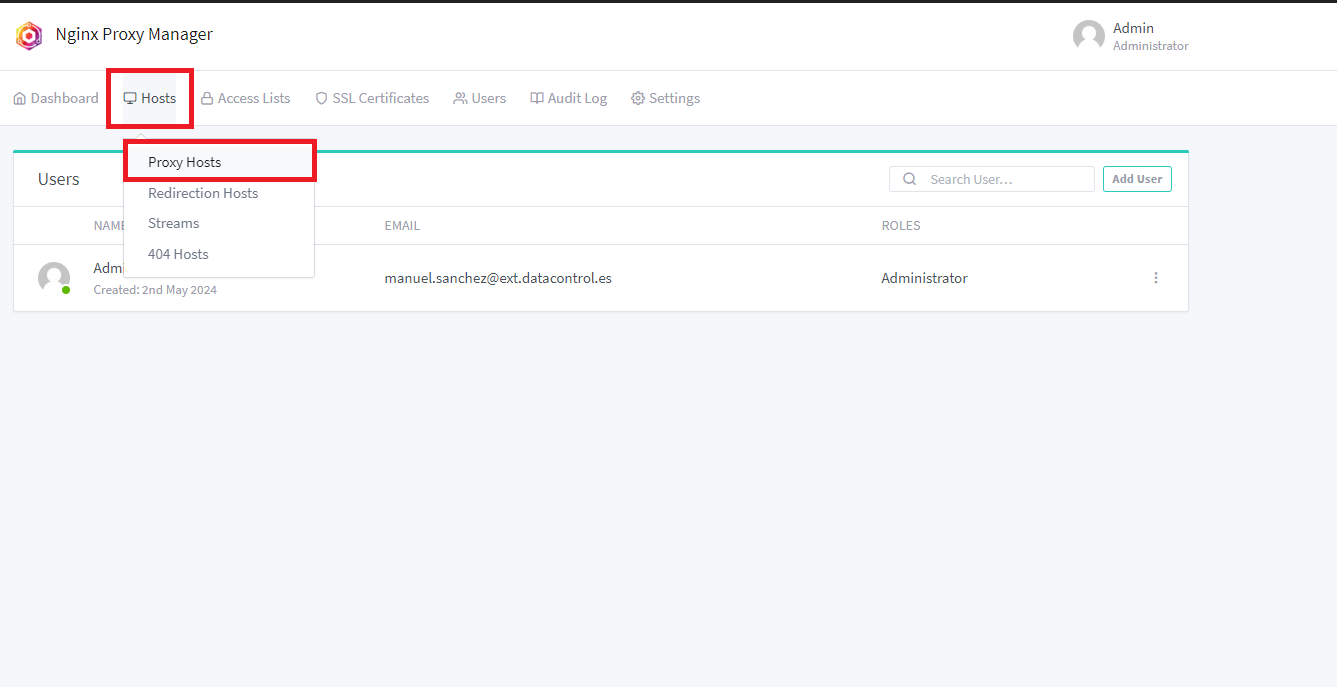 Nginx Proxy Manager
Admin
Administrator
Dashboard
Hosts
Access Lists
SSL Certificates
Users
Audit Log
Settings
Proxy Hosts
Redirection Hosts
Streams
404 Hosts
Users
Search User...
Add User
NAME
EMAIL
ROLES
Admi
Created: 2nd May 2024
manuel.sanchez@ext.datacontrol.es
Administrator